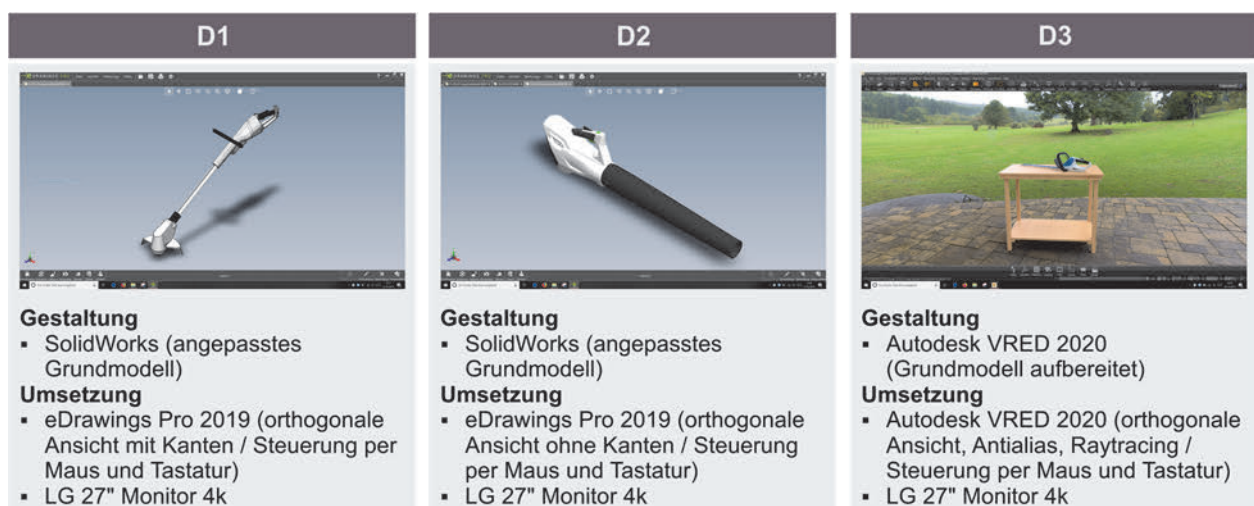 D1
D2
D3
Gestaltung
▪ SolidWorks (angepasstes
Grundmodell)
Umsetzung
▪ eDrawings Pro 2019 (orthogonale
Ansicht mit Kanten / Steuerung per
Maus und Tastatur)
▪ LG 27" Monitor 4k
Gestaltung
▪ SolidWorks (angepasstes
Grundmodell)
Umsetzung
▪ eDrawings Pro 2019 (orthogonale
Ansicht ohne Kanten / Steuerung
per Maus und Tastatur)
▪ LG 27" Monitor 4k
Gestaltung
▪ Autodesk VRED 2020
(Grundmodell aufbereitet)
Umsetzung
▪ Autodesk VRED 2020 (orthogonale
Ansicht, Antialias, Raytracing /
Steuerung per Maus und Tastatur)
▪ LG 27" Monitor 4k